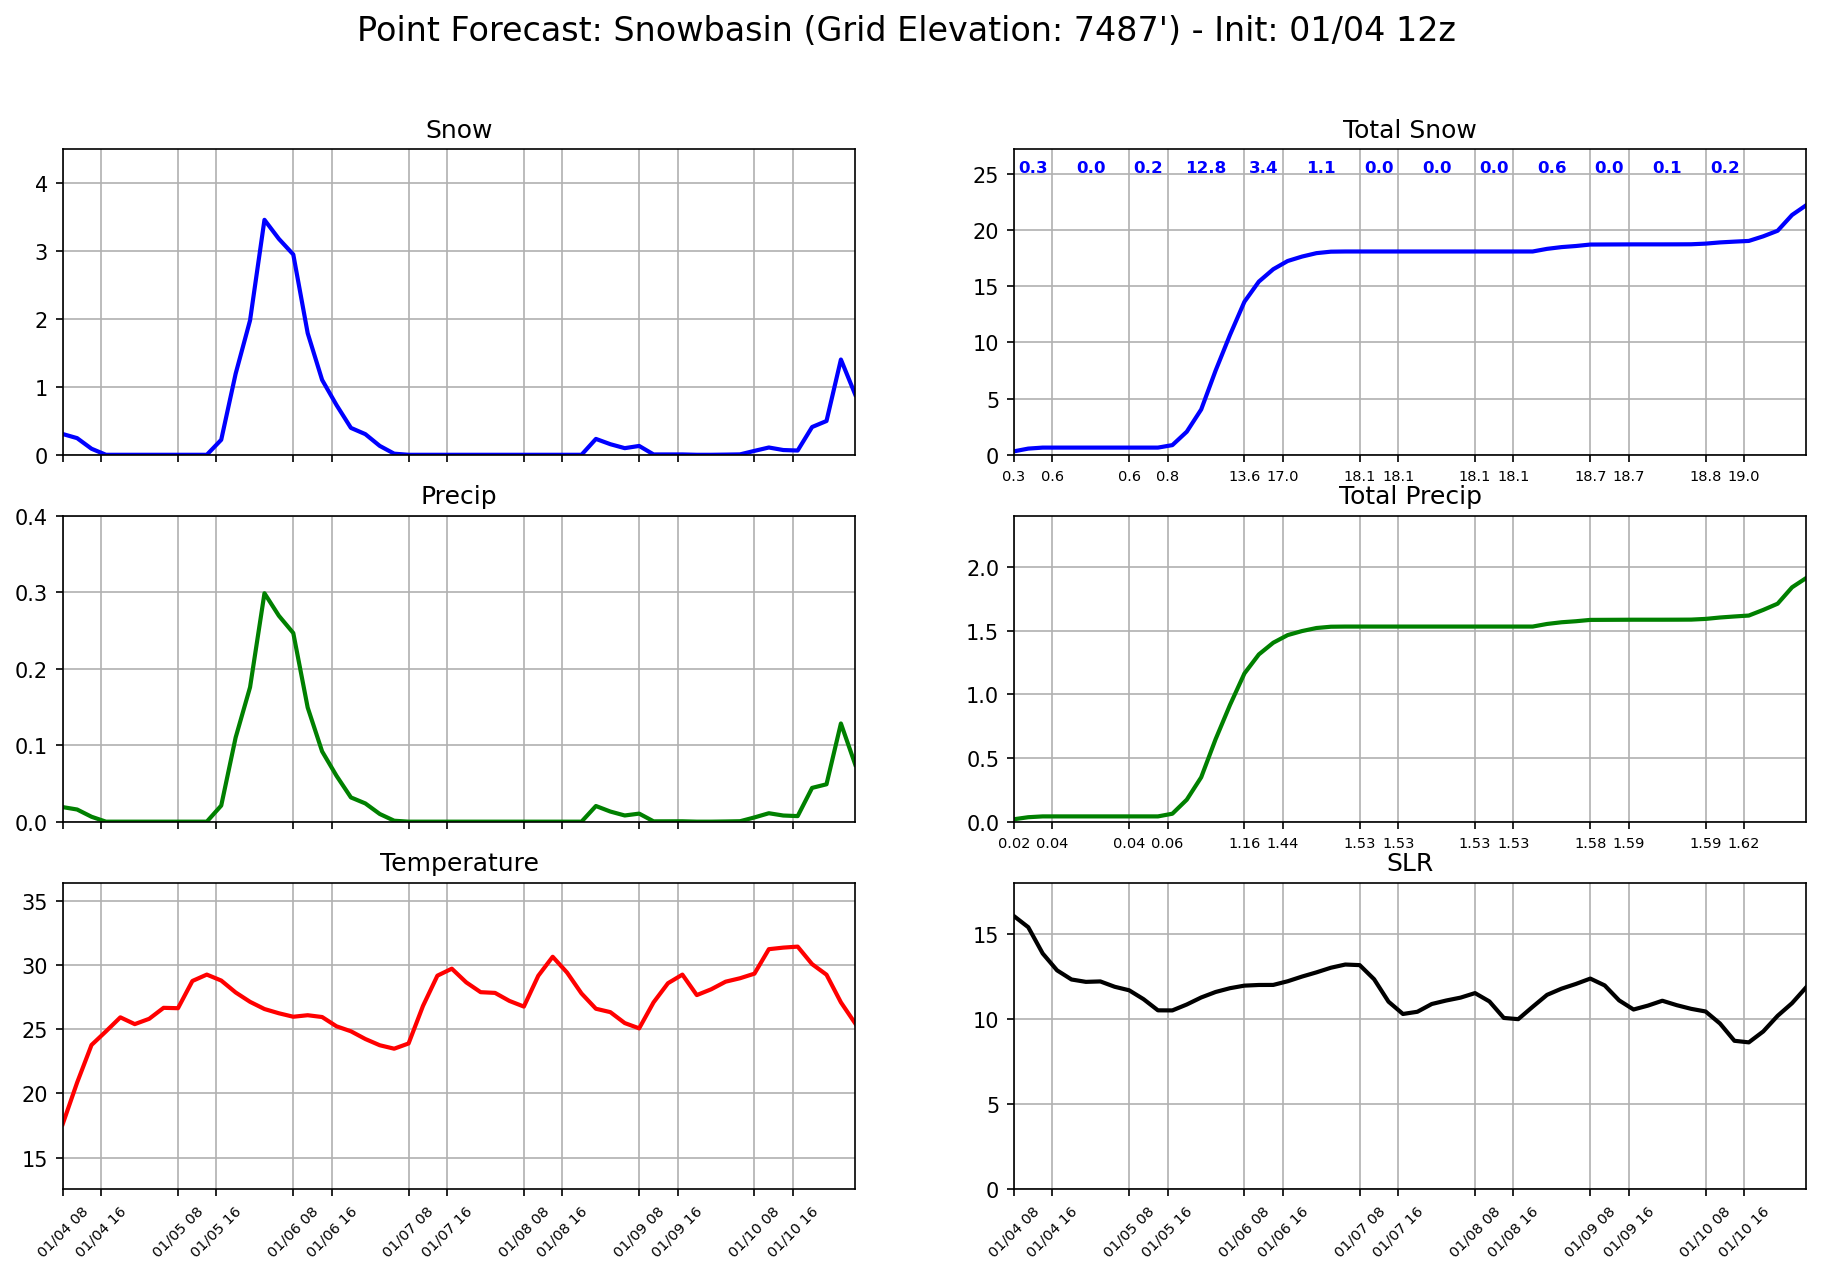 Point Forecast: Snowbasin (Grid Elevation: 7487') - Init: 01/04 12z
Snow
4
3
2
1
0
Total Snow
0.3 0.0 0.2 12.8 3.4 1.1 0.0 0.0 0.0 0.6 0.0 0.1 0.2
25
20
15
10
5
0
0.3 0.6 0.6 0.8 13.6 17.0 18.1 18.1 18.1 18.1 18.7 18.7 18.8 19.0
Precip
0.4
0.3
0.2
0.1
0.0
Total Precip
2.0
1.5
1.0
0.5
0.0
0.02 0.04 0.04 0.06 1.16 1.44 1.53 1.53 1.53 1.53 1.58 1.59 1.59 1.62
Temperature
35
30
25
20
15
01/04 08 01/04 16 01/05 08 01/05 16 01/06 08 01/06 16 01/07 08 01/07 16 01/08 08 01/08 16 01/09 08 01/09 16 01/10 08 01/10 16
SLR
15
10
5
0
01/04 08 01/04 16 01/05 08 01/05 16 01/06 08 01/06 16 01/07 08 01/07 16 01/08 08 01/08 16 01/09 08 01/09 16 01/10 08 01/10 16